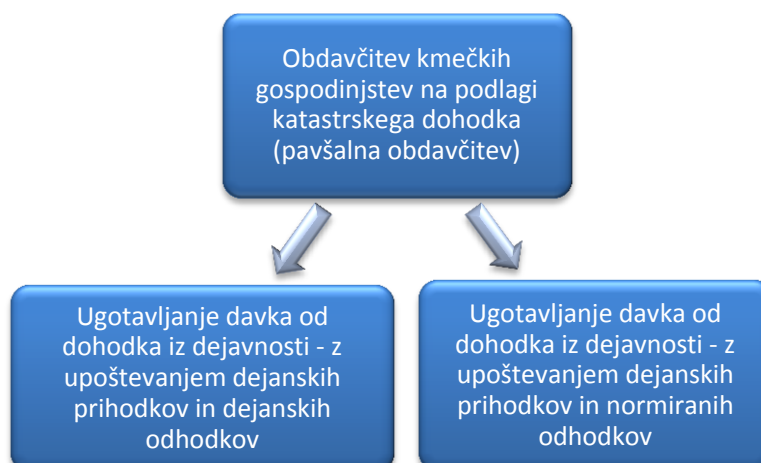 Obdavčitev kmečkih
gospodinjstev na podlagi
katastrskega dohodka
(pavšalna obdavčitev)
Ugotavljanje davka od
dohodka iz dejavnosti - z
upoštevanjem dejanskih
prihodkov in dejanskih
odhodkov
Ugotavljanje davka od
dohodka iz dejavnosti - z
upoštevanjem dejanskih
prihodkov in normiranih
odhodkov